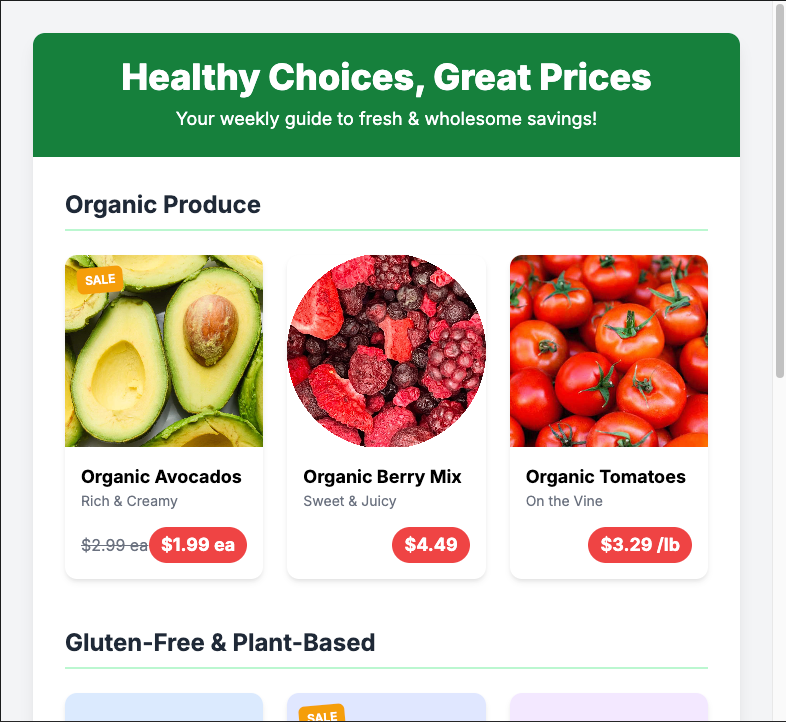 Healthy Choices, Great Prices
Your weekly guide to fresh & wholesome savings!
Organic Produce
SALE
Organic Avocados
Rich & Creamy
$2.99 ea $1.99 ea
Organic Berry Mix
Sweet & Juicy
$4.49
Organic Tomatoes
On the Vine
$3.29 /lb
Gluten-Free & Plant-Based
SALE